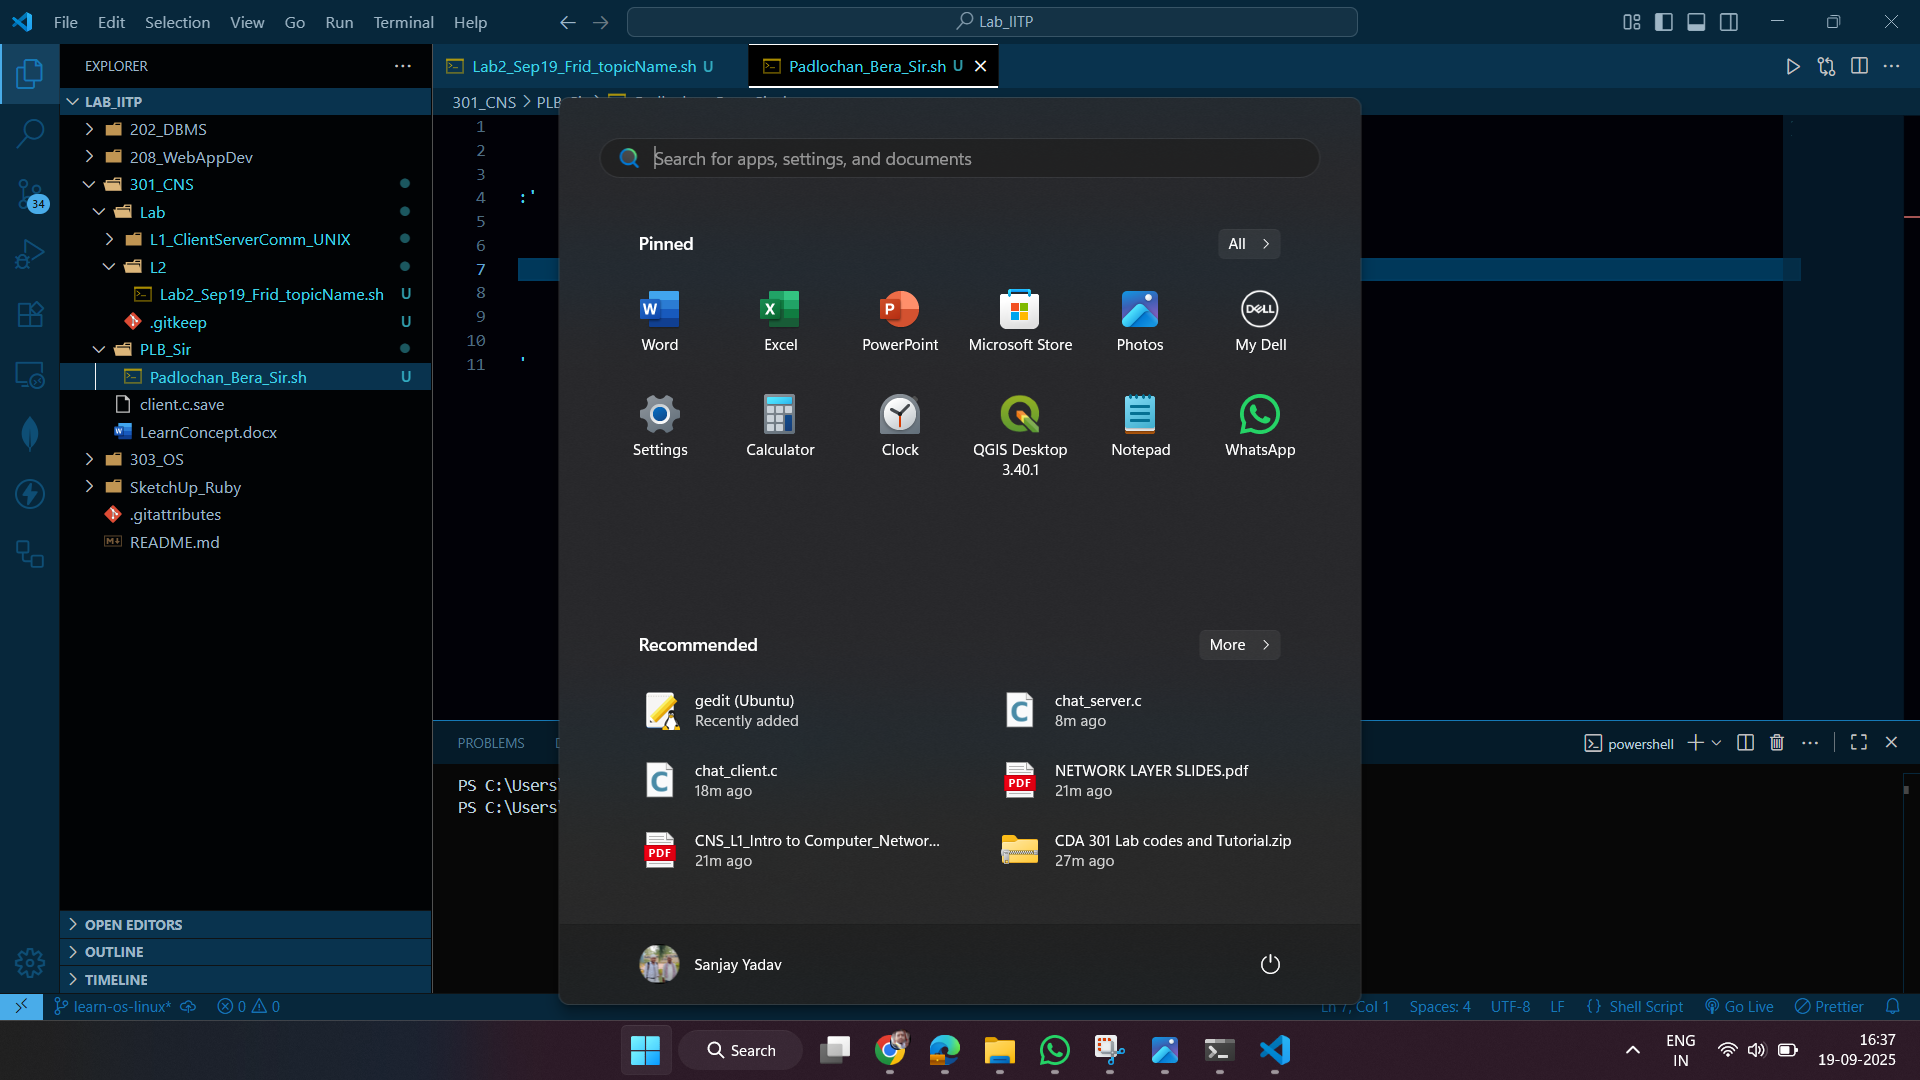 File Edit Selection View Go Run Terminal Help
Lab_IITP
EXPLORER
LAB_IITP
202_DBMS
208_WebAppDev
301_CNS
Lab
L1_ClientServerComm_UNIX
L2
Lab2_Sep19_Frid_topicName.sh U
.gitkeep U
PLB_Sir
Padlochan_Bera_Sir.sh U
client.c.save
LearnConcept.docx
303_OS
SketchUp_Ruby
.gitattributes
README.md
34
OPEN EDITORS
OUTLINE
TIMELINE
Lab2_Sep19_Frid_topicName.sh U
Padlochan_Bera_Sir.sh U
301_CNS > PLB
1
2
3
4 :'
5
6
7
8
9
10
11 '
Search for apps, settings, and documents
Pinned
All
Word
Excel
PowerPoint
Microsoft Store
Photos
DELL
My Dell
Settings
Calculator
Clock
QGIS Desktop
3.40.1
Notepad
WhatsApp
Recommended
More
gedit (Ubuntu)
Recently added
chat_server.c
8m ago
chat_client.c
18m ago
PDF
NETWORK LAYER SLIDES.pdf
21m ago
PDF
CNS_L1_Intro to Computer_Networ...
21m ago
CDA 301 Lab codes and Tutorial.zip
27m ago
Sanjay Yadav
PROBLEMS
powershell
PS C:\Users
PS C:\Users
learn-os-linux* 0 0
Ln 7, Col 1 Spaces: 4 UTF-8 LF {} Shell Script Go Live Prettier
Search
ENG
IN
16:37
19-09-2025